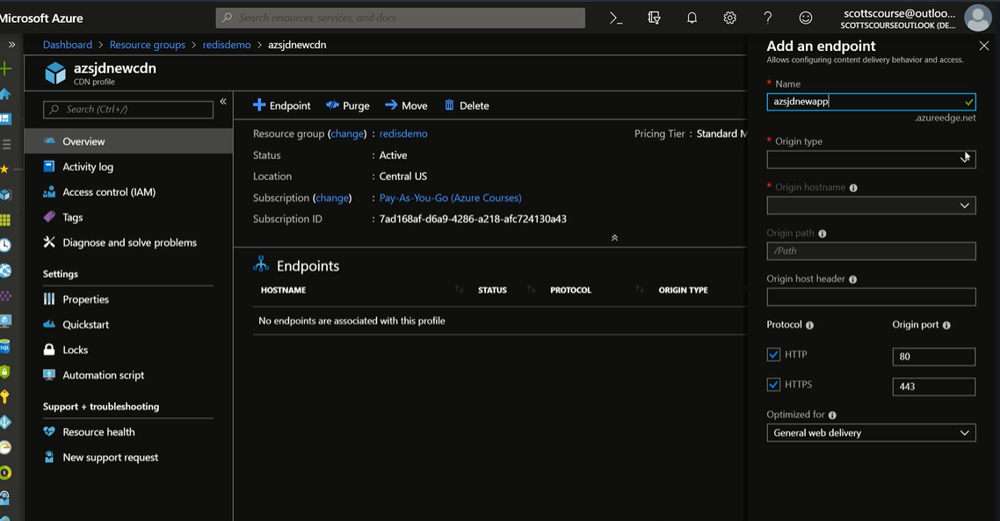 Microsoft Azure
Search resources, services, and docs
scottscourse@outloo...
SCOTTSCOURSEOUTLOOK (DE...
Dashboard > Resource groups > redisdemo > azsjdnewcdn
azsjdnewcdn
CDN profile
Search (Ctrl+/)
Overview
Activity log
Access control (IAM)
Tags
Diagnose and solve problems
Settings
Properties
Quickstart
Locks
Automation script
Support + troubleshooting
Resource health
New support request
Endpoint Purge Move Delete
Resource group (change) : redisdemo
Status : Active
Location : Central US
Subscription (change) : Pay-As-You-Go (Azure Courses)
Subscription ID : 7ad168af-d6a9-4286-a218-afc724130a43
Pricing Tier : Standard M
Endpoints
HOSTNAME STATUS PROTOCOL ORIGIN TYPE
No endpoints are associated with this profile
Add an endpoint
Allows configuring content delivery behavior and access.
* Name
azsjdnewapp
.azureedge.net
* Origin type
* Origin hostname
Origin path
/Path
Origin host header
Protocol Origin port
HTTP 80
HTTPS 443
Optimized for
General web delivery